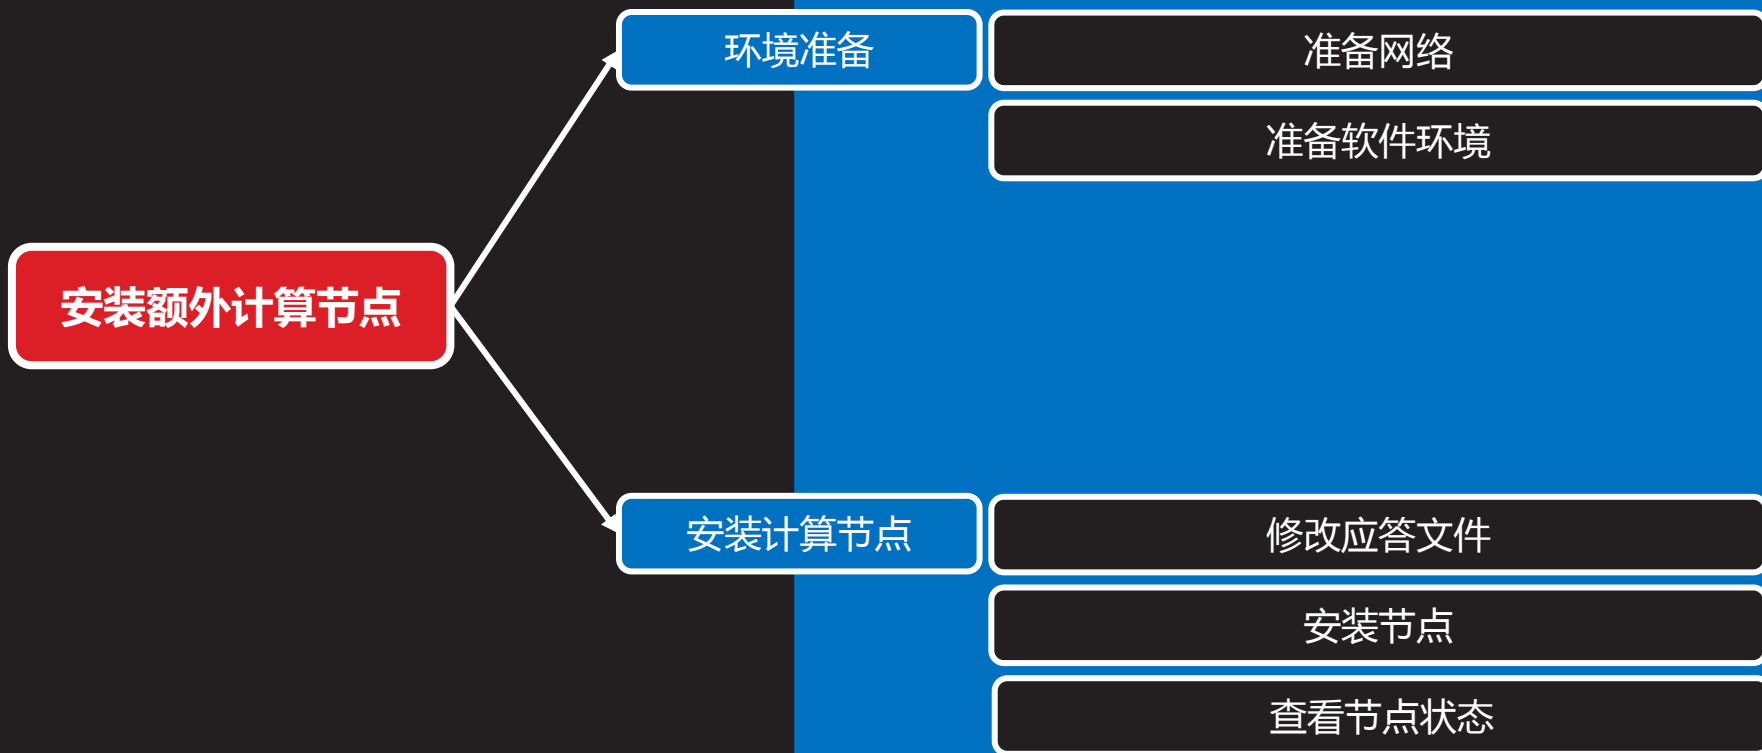 安装额外计算节点
环境准备
准备网络
准备软件环境
安装计算节点
修改应答文件
安装节点
查看节点状态